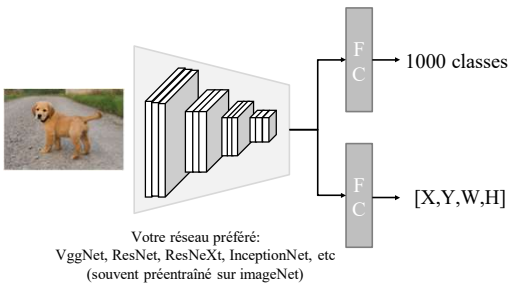 F
C
1000 classes
F
C
[X,Y,W,H]
Votre réseau préféré:
VggNet, ResNet, ResNeXt, InceptionNet, etc
(souvent préentraîné sur imageNet)